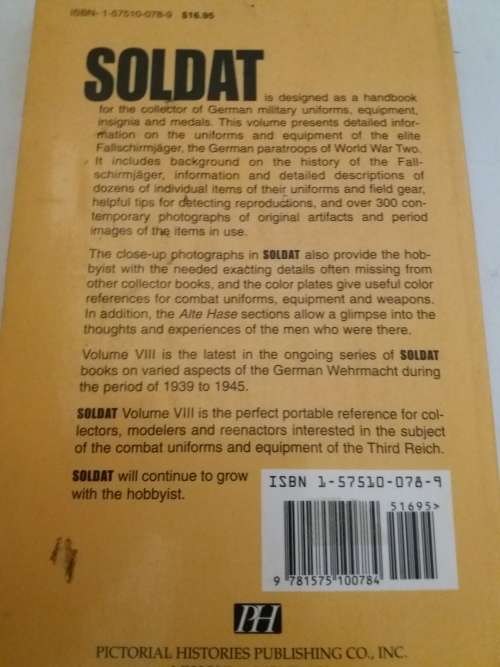 ISBN- 1-57510-078-9 $16.95
SOLDAT is designed as a handbook
for the collector of German military uniforms, equipment,
insignia and medals. This volume presents detailed infor-
mation on the uniforms and equipment of the elite
Fallschirmjäger, the German paratroops of World War Two.
It includes background on the history of the Fall-
schirmjäger, information and detailed descriptions of
dozens of individual items of their uniforms and field gear,
helpful tips for detecting reproductions, and over 300 con-
temporary photographs of original artifacts and period
images of the items in use.
The close-up photographs in SOLDAT also provide the hob-
byist with the needed exacting details often missing from
other collector books, and the color plates give useful color
references for combat uniforms, equipment and weapons.
In addition, the Alte Hase sections allow a glimpse into the
thoughts and experiences of the men who were there.
Volume VIII is the latest in the ongoing series of SOLDAT
books on varied aspects of the German Wehrmacht during
the period of 1939 to 1945.
SOLDAT Volume VIII is the perfect portable reference for col-
lectors, modelers and reenactors interested in the subject
of the combat uniforms and equipment of the Third Reich.
SOLDAT will continue to grow
with the hobbyist.
ISBN 1-57510-078-9
51695>
9 781575 100784
PH
PICTORIAL HISTORIES PUBLISHING CO., INC.